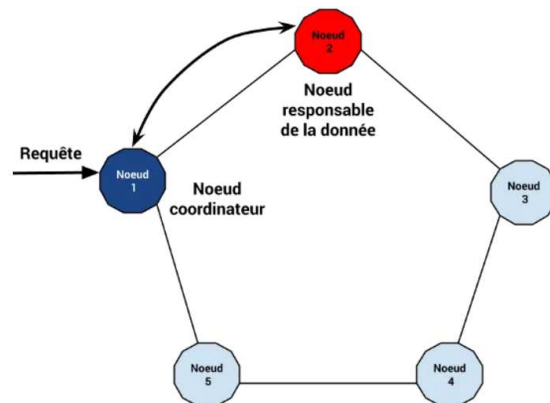 Noeud
2
Noeud
responsable
de la donnée
Requête
Noeud
1
Noeud
coordinateur
Noeud
3
Noeud
5
Noeud
4